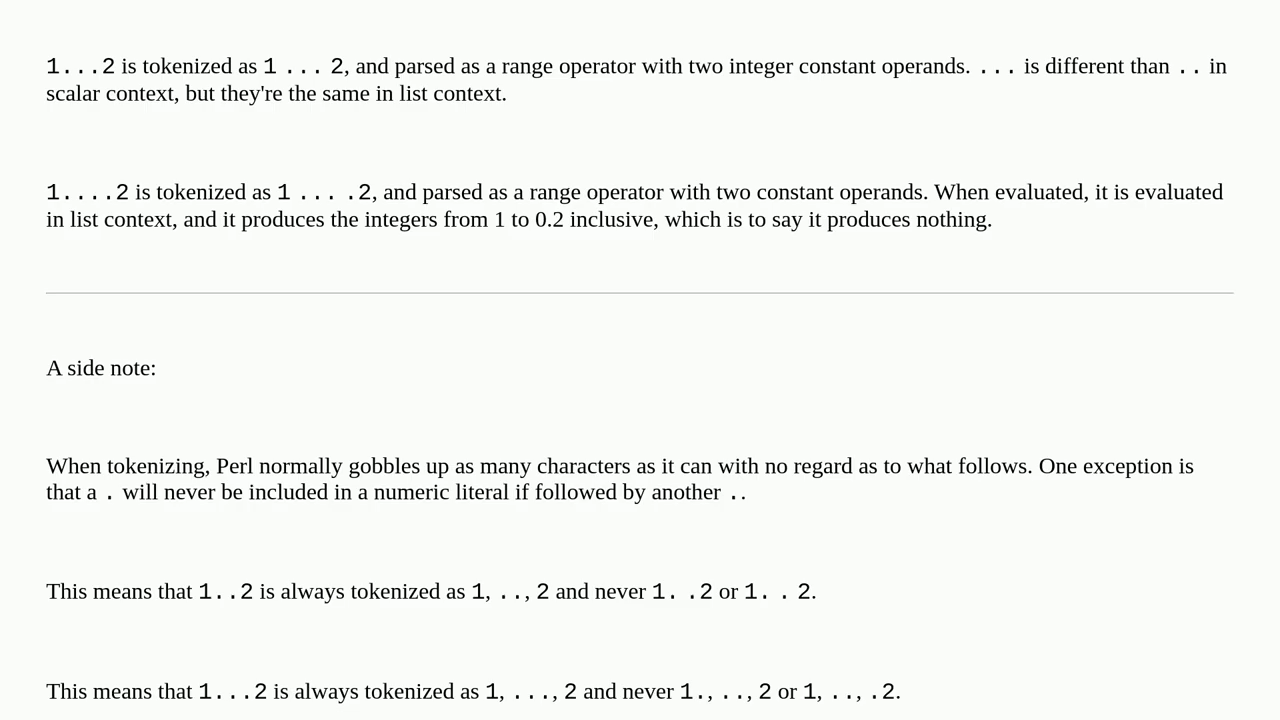 1...2 is tokenized as 1 ... 2, and parsed as a range operator with two integer constant operands. ... is different than .. in
scalar context, but they're the same in list context.
1....2 is tokenized as 1 ... .2, and parsed as a range operator with two constant operands. When evaluated, it is evaluated
in list context, and it produces the integers from 1 to 0.2 inclusive, which is to say it produces nothing.
A side note:
When tokenizing, Perl normally gobbles up as many characters as it can with no regard as to what follows. One exception is
that a . will never be included in a numeric literal if followed by another ..
This means that 1..2 is always tokenized as 1, .., 2 and never 1. .2 or 1. . 2.
This means that 1...2 is always tokenized as 1, ..., 2 and never 1., .., 2 or 1, .., .2.